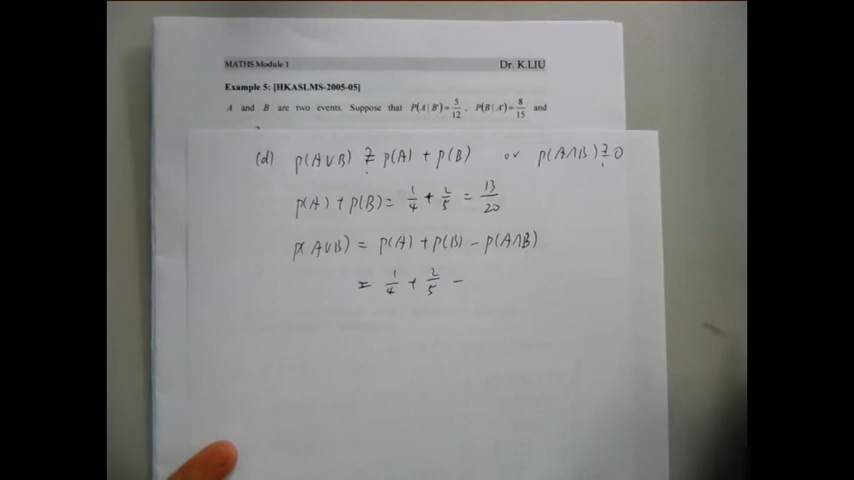 MATHS Module 1 Dr. K.LIU
Example 5: [HKASLMS-2005-05]
A and B are two events. Suppose that P(A | B') = 5/12 , P(B | A') = 8/15 and
(d) P(A∪B) ≟ P(A) + P(B) or P(A∩B) ≟ 0
P(A) + P(B) = 1/4 + 2/5 = 13/20
P(A∪B) = P(A) + P(B) − P(A∩B)
= 1/4 + 2/5 −